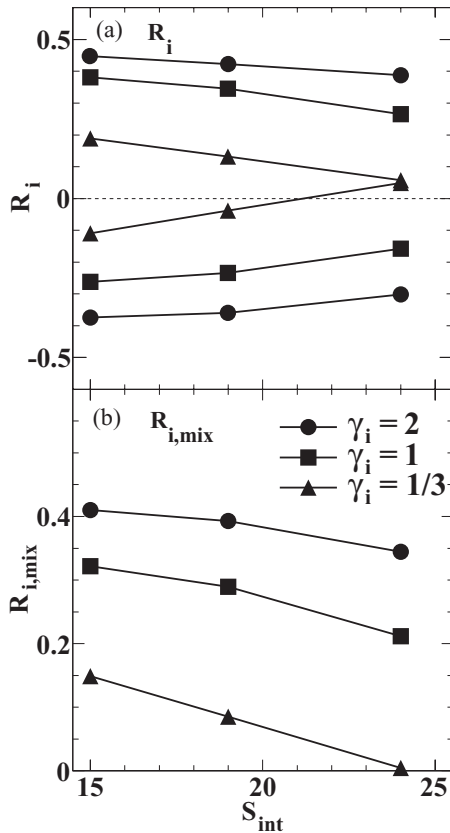 (a) R_i
0.5
0
-0.5
R_i
(b) R_i,mix
γ_i = 2
γ_i = 1
γ_i = 1/3
0.4
0.2
0
R_i,mix
15 20 25
S_int